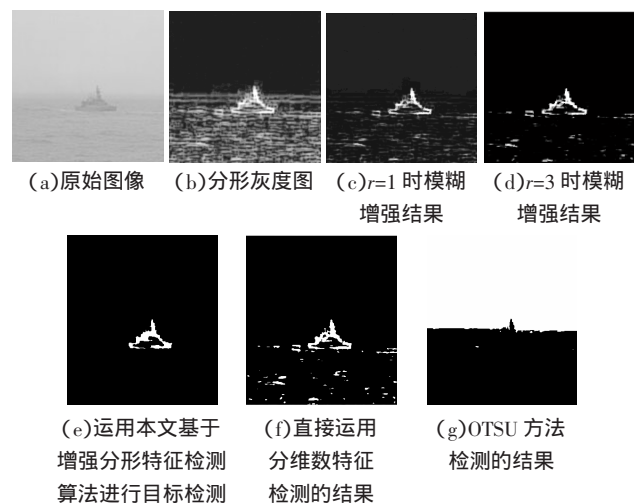 (a)原始图像
(b)分形灰度图
(c)r=1 时模糊
增强结果
(d)r=3 时模糊
增强结果
(e)运用本文基于
增强分形特征检测
算法进行目标检测
(f)直接运用
分维数特征
检测的结果
(g)OTSU 方法
检测的结果